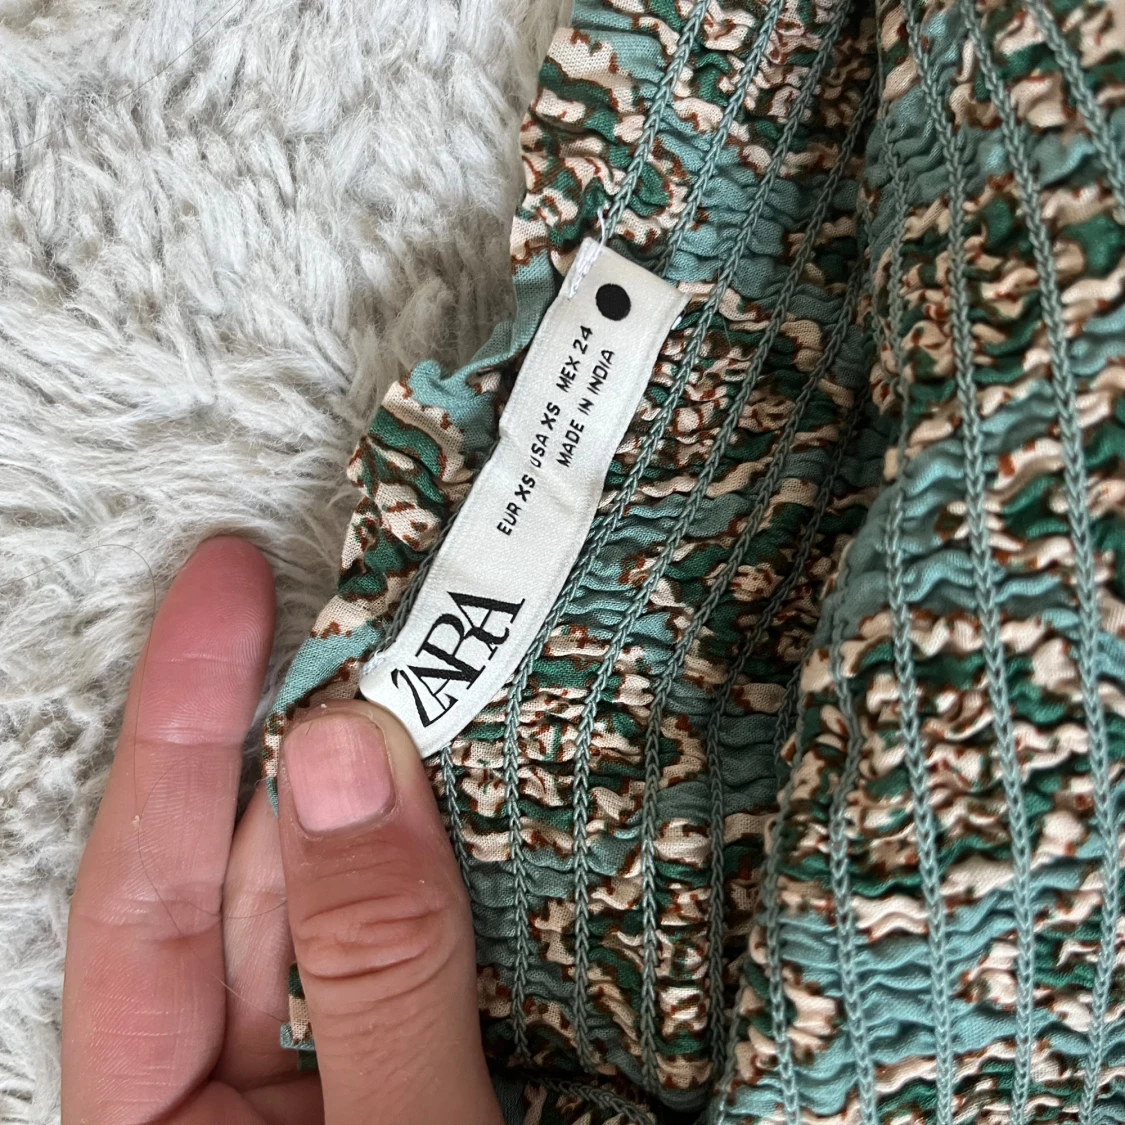 ZARA
EUR XS USA XS MEX 24
MADE IN INDIA